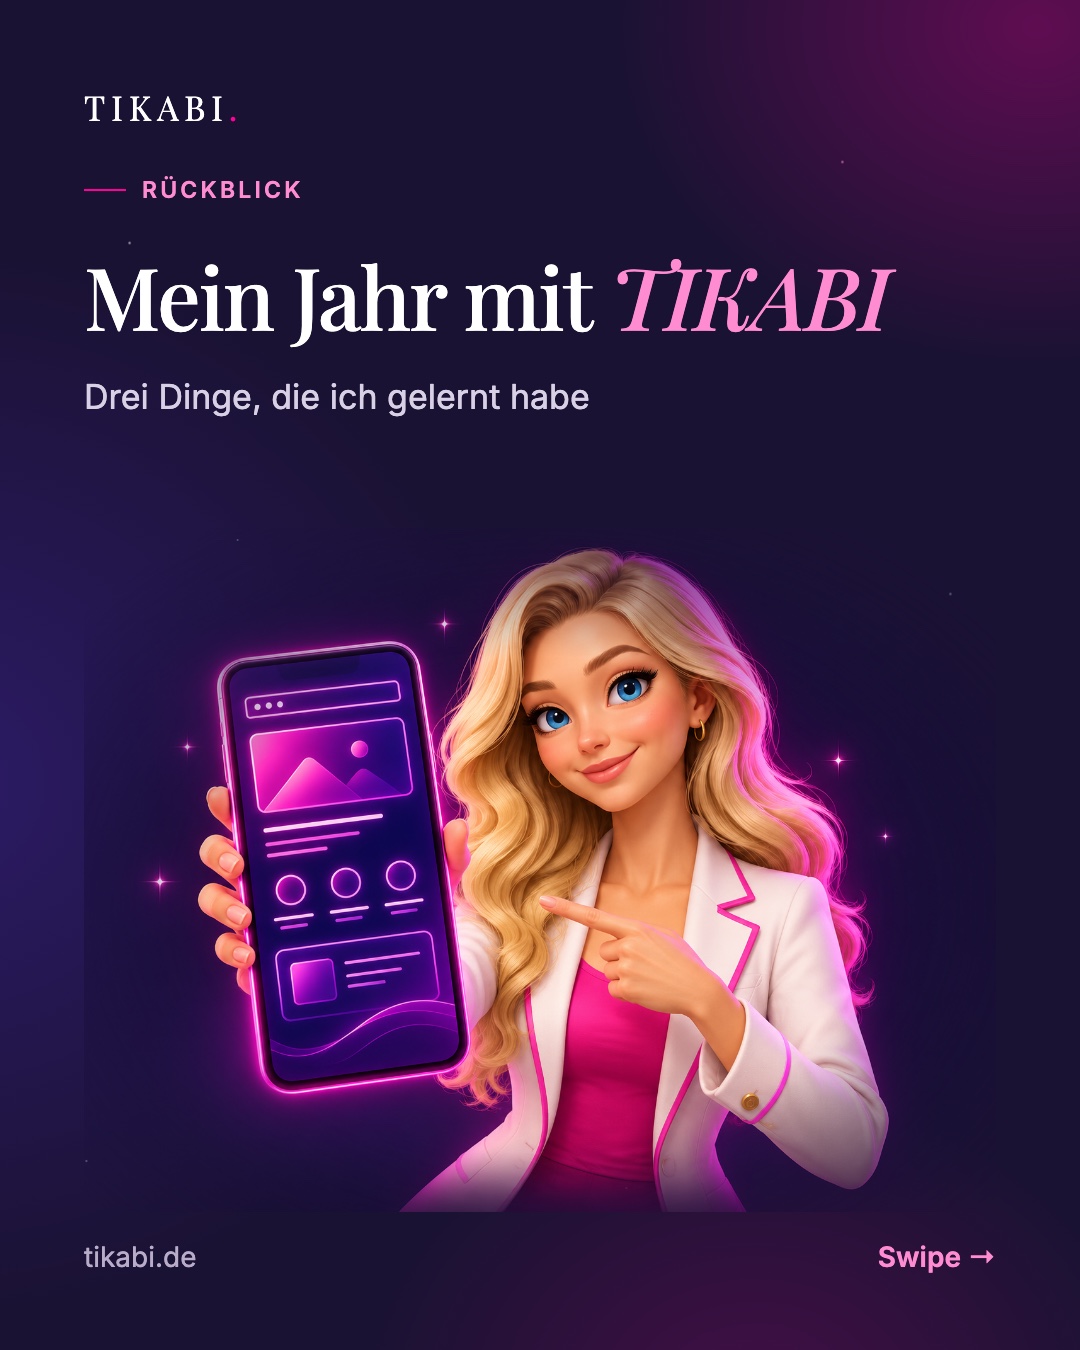 TIKABI.
RÜCKBLICK
Mein Jahr mit TIKABI
Drei Dinge, die ich gelernt habe
tikabi.de
Swipe →